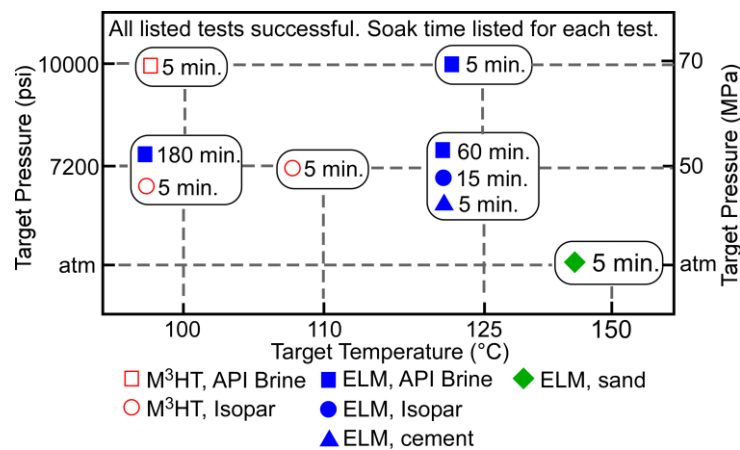 All listed tests successful. Soak time listed for each test.
Target Pressure (psi)
10000
7200
atm
5 min.
5 min.
180 min.
5 min.
5 min.
60 min.
15 min.
5 min.
5 min.
70
50
atm
Target Pressure (MPa)
100
110
125
150
Target Temperature (°C)
M³HT, API Brine
ELM, API Brine
ELM, sand
M³HT, Isopar
ELM, Isopar
ELM, cement